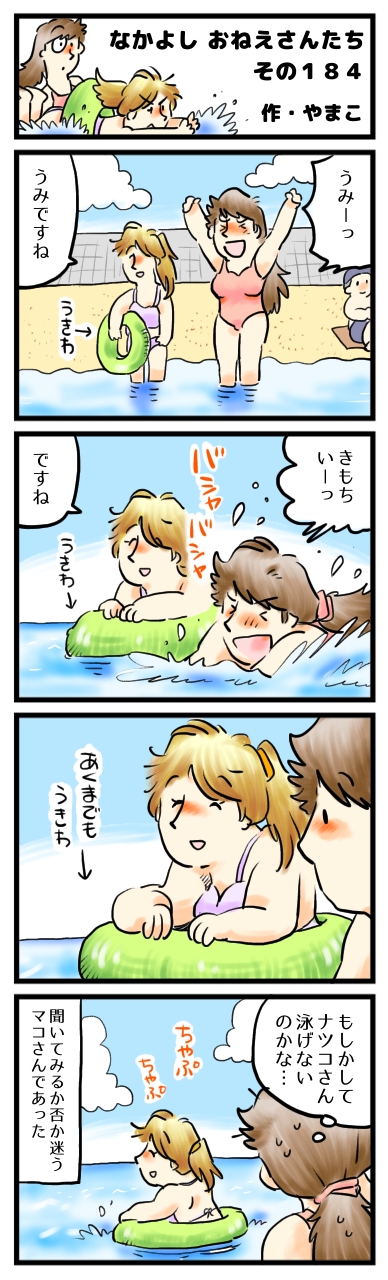 なかよし おねえさんたち
その１８４
作・やまこ
うみーっ
うみですね
うきわ
きもち
いーっ
バシャ
バシャ
ですね
うきわ
あくまでも
うきわ
もしかして
ナツコさん
泳げない
のかな…
ちゃぷ
ちゃぷ
聞いてみるか否か迷う
マコさんであった